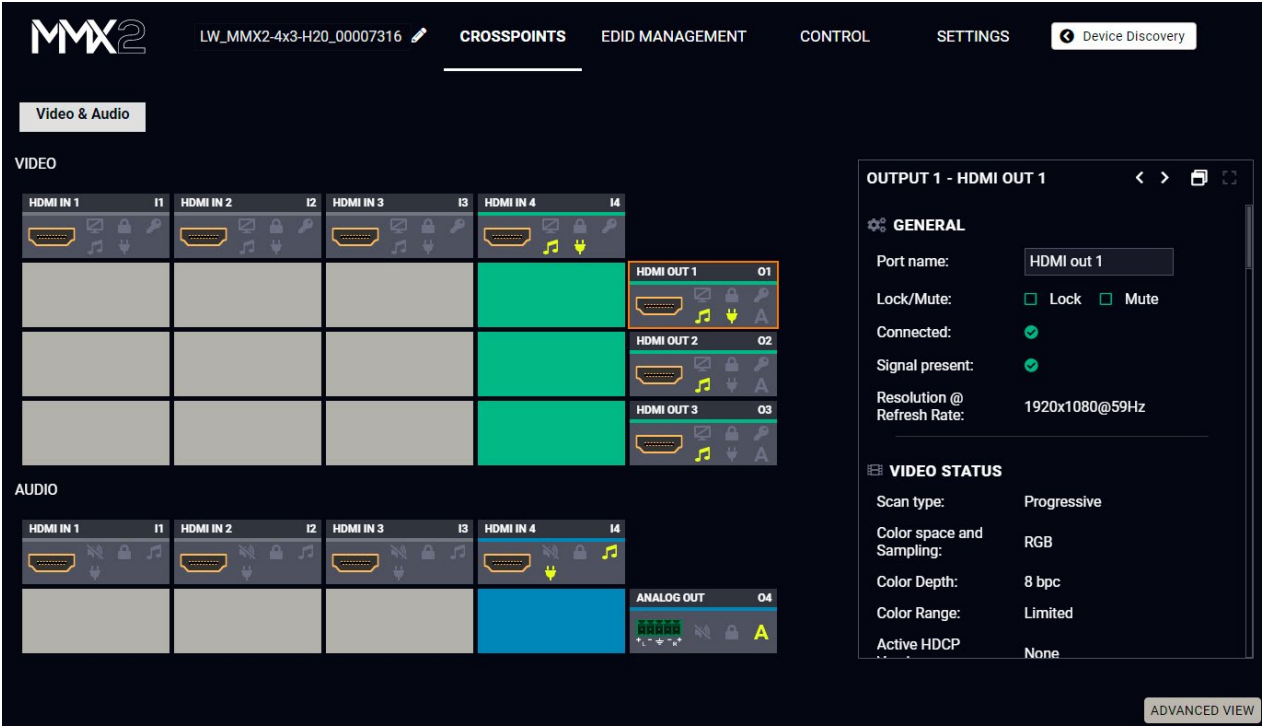 MMX2
LW_MMX2-4x3-H20_00007316
CROSSPOINTS
EDID MANAGEMENT
CONTROL
SETTINGS
Device Discovery
Video & Audio
VIDEO
HDMI IN 1 I1
HDMI IN 2 I2
HDMI IN 3 I3
HDMI IN 4 I4
HDMI OUT 1 O1
A
HDMI OUT 2 O2
A
HDMI OUT 3 O3
A
AUDIO
HDMI IN 1 I1
HDMI IN 2 I2
HDMI IN 3 I3
HDMI IN 4 I4
ANALOG OUT O4
A
+ L - - R +
OUTPUT 1 - HDMI OUT 1
GENERAL
Port name: HDMI out 1
Lock/Mute: Lock Mute
Connected:
Signal present:
Resolution @
Refresh Rate: 1920x1080@59Hz
VIDEO STATUS
Scan type: Progressive
Color space and
Sampling: RGB
Color Depth: 8 bpc
Color Range: Limited
Active HDCP
None
ADVANCED VIEW